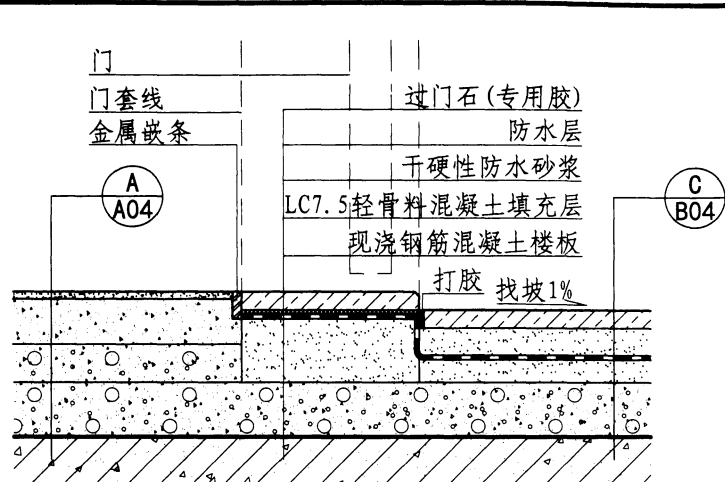 门
门套线
金属嵌条
过门石(专用胶)
防水层
干硬性防水砂浆
LC7.5轻骨料混凝土填充层
现浇钢筋混凝土楼板
A
A04
C
B04
打胶
找坡1%